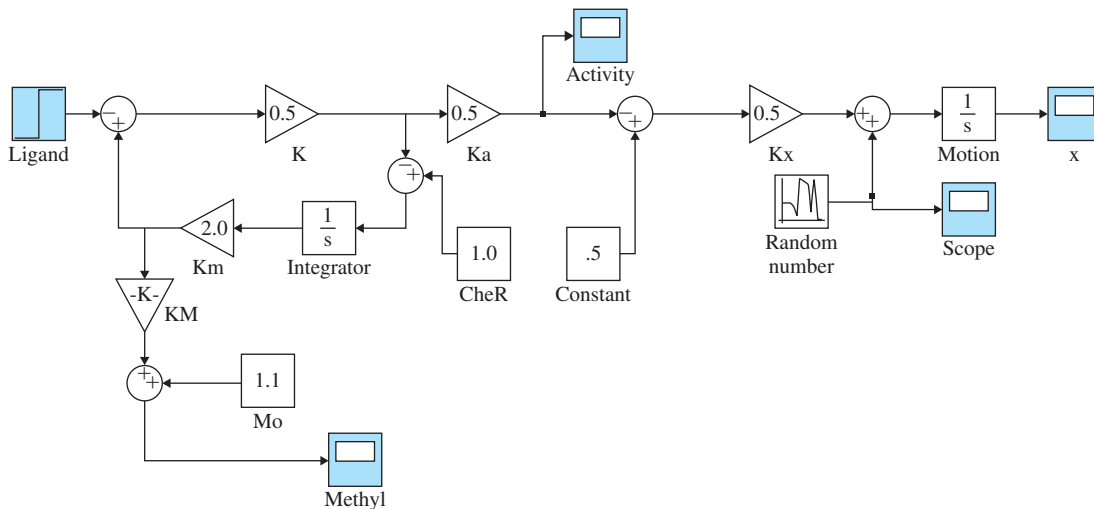 Activity
Ligand
0.5
K
0.5
Ka
0.5
Kx
1
s
Motion
x
2.0
Km
1
s
Integrator
1.0
CheR
.5
Constant
Random
number
Scope
-K-
KM
1.1
Mo
Methyl